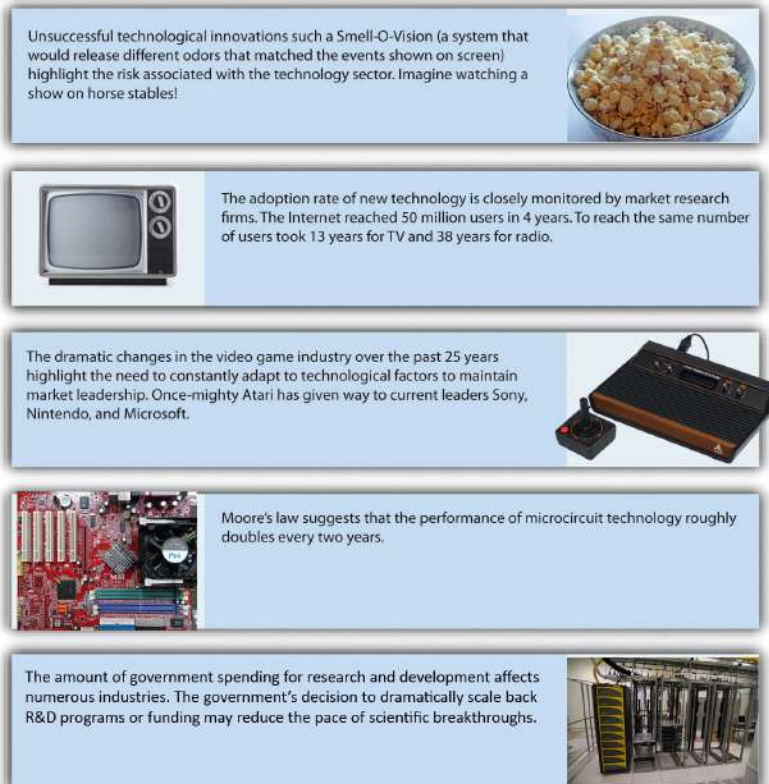 Unsuccessful technological innovations such a Smell-O-Vision (a system that
would release different odors that matched the events shown on screen)
highlight the risk associated with the technology sector. Imagine watching a
show on horse stables!
The adoption rate of new technology is closely monitored by market research
firms. The Internet reached 50 million users in 4 years. To reach the same number
of users took 13 years for TV and 38 years for radio.
The dramatic changes in the video game industry over the past 25 years
highlight the need to constantly adapt to technological factors to maintain
market leadership. Once-mighty Atari has given way to current leaders Sony,
Nintendo, and Microsoft.
Moore's law suggests that the performance of microcircuit technology roughly
doubles every two years.
The amount of government spending for research and development affects
numerous industries. The government's decision to dramatically scale back
R&D programs or funding may reduce the pace of scientific breakthroughs.